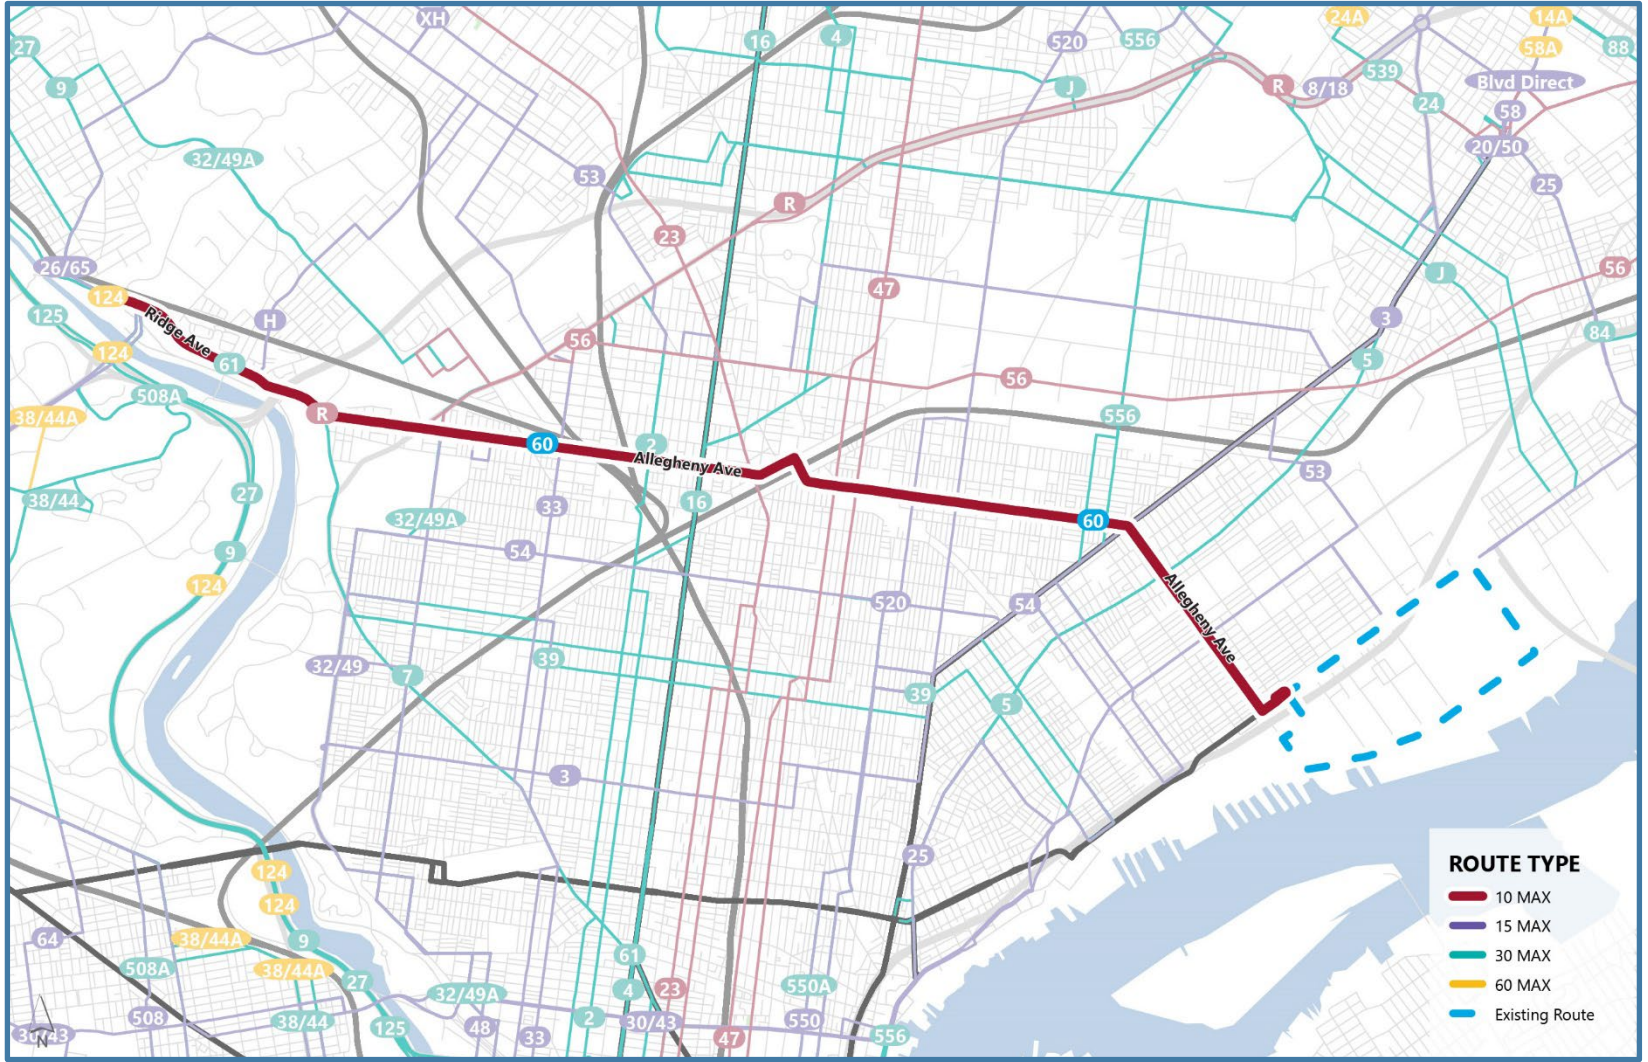 XH
16
4
520
556
24A
14A
58A
88
27
9
539
J
R
8/18
Blvd Direct
24
58
20/50
32/49A
53
25
R
23
26/65
47
J
56
124
Ridge Ave
125
H
3
84
124
61
56
5
508A
56
38/44A
R
556
60
2
Allegheny Ave
53
38/44
27
16
33
32/49A
60
54
9
124
520
54
Allegheny Ave
32/49
39
7
39
5
3
25
ROUTE TYPE
10 MAX
15 MAX
30 MAX
60 MAX
Existing Route
124
124
64
38/44A
9
508A
38/44A
61
27
32/49A
4
23
550A
508
38/44
125
48
33
2
30/43
47
550
556
30/43
N